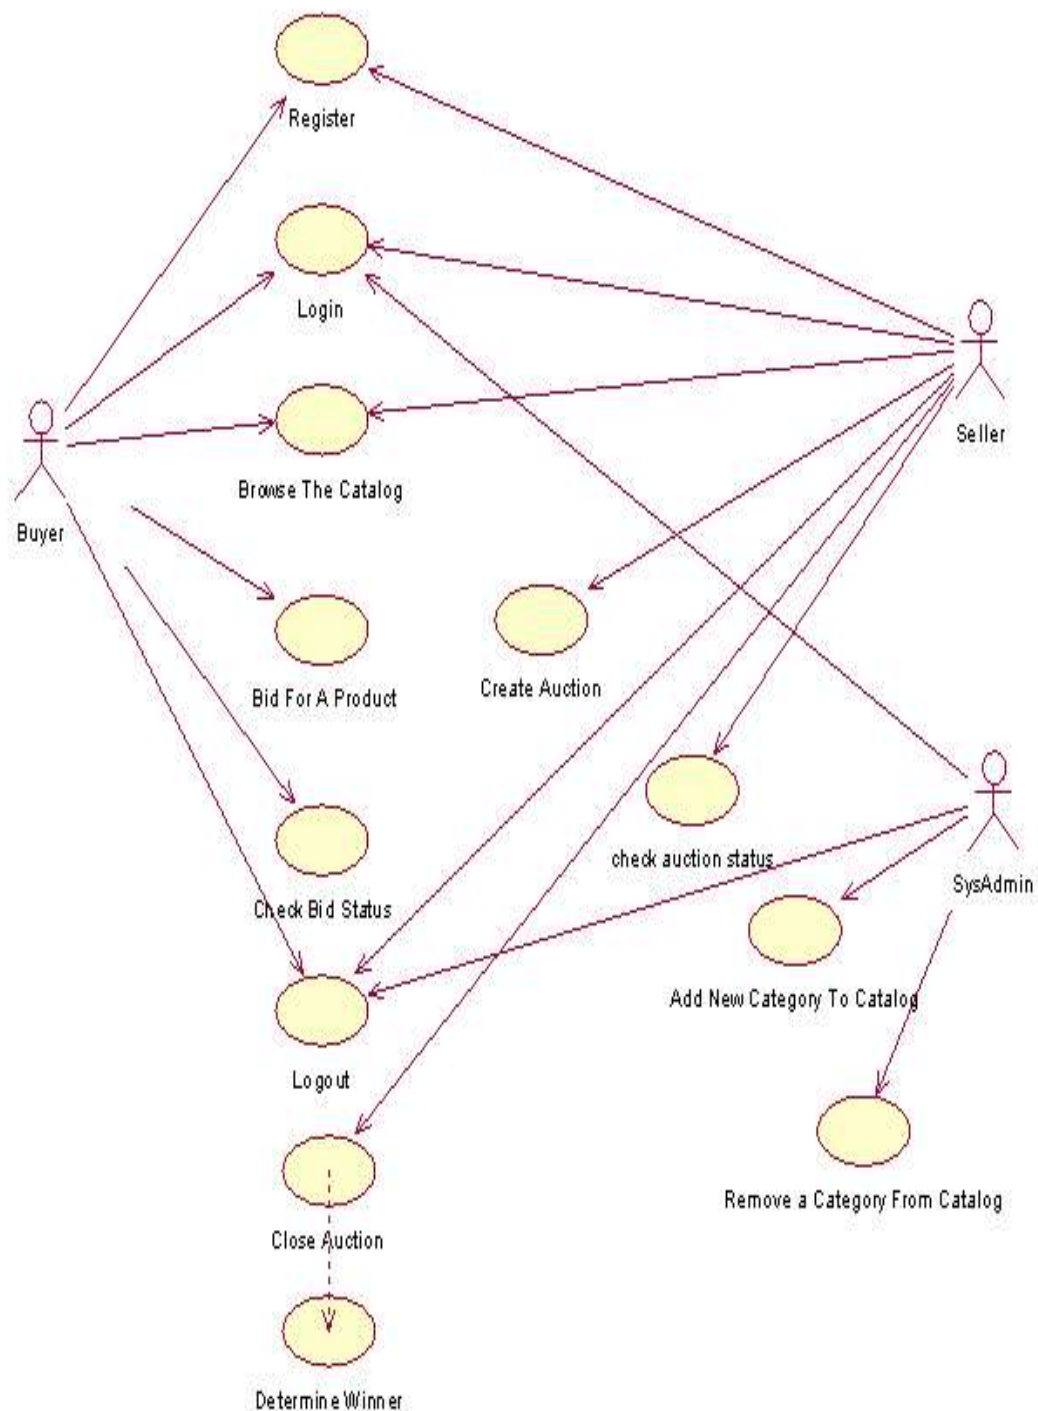 Register
Login
Seller
Browse The Catalog
Buyer
Create Auction
Bid For A Product
check auction status
SysAdmin
Check Bid Status
Add New Category To Catalog
Logout
Remove a Category From Catalog
Close Auction
Determine Winner